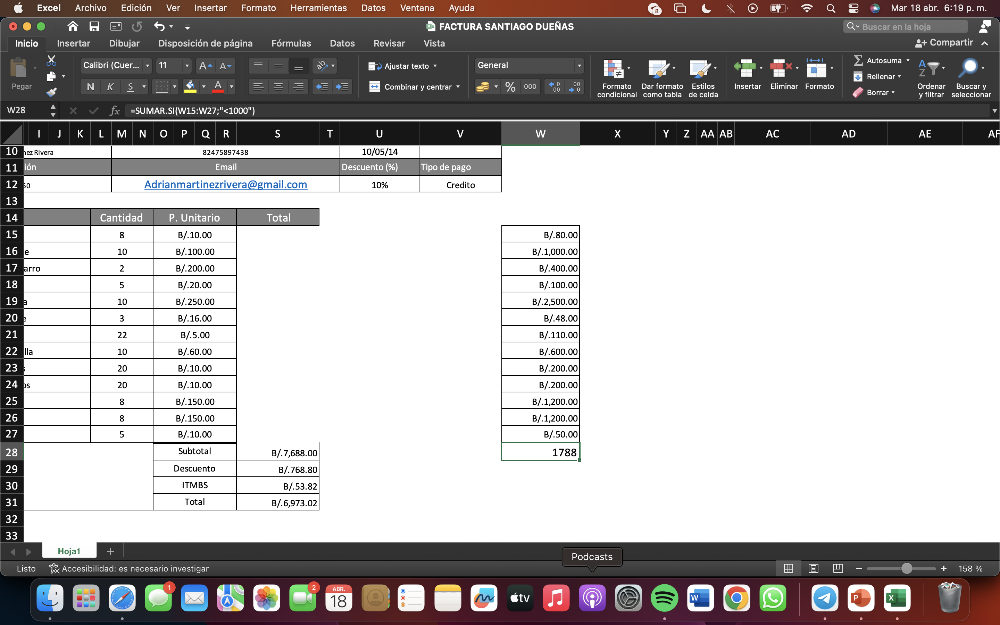 Excel Archivo Edición Ver Insertar Formato Herramientas Datos Ventana Ayuda 8 Mar 18 abr. 6:19 p. m.
FACTURA SANTIAGO DUEÑAS Buscar en la hoja
Inicio Insertar Dibujar Disposición de página Fórmulas Datos Revisar Vista Compartir
Pegar
Calibri (Cuer... 11 A A
N K S A
ab
Ajustar texto
Combinar y centrar
General
% 000 0 00 00 0
Formato condicional
Dar formato como tabla
Estilos de celda
Insertar
Eliminar
Formato
Autosuma
Rellenar
Borrar
A Z
Ordenar y filtrar
Buscar y seleccionar
W28 fx =SUMAR.SI(W15:W27;"<1000")
I J K L M N O P Q R S T U V W X Y Z AA AB AC AD AE AF
10 nez Rivera 82475897438 10/05/14
11 ión Email Descuento (%) Tipo de pago
12 50 Adrianmartinezrivera@gmail.com 10% Credito
13
14 Cantidad P. Unitario Total
15 8 B/.10.00 B/.80.00
16 e 10 B/.100.00 B/.1,000.00
17 arro 2 B/.200.00 B/.400.00
18 5 B/.20.00 B/.100.00
19 a 10 B/.250.00 B/.2,500.00
20 e 3 B/.16.00 B/.48.00
21 22 B/.5.00 B/.110.00
22 lla 10 B/.60.00 B/.600.00
23 s 20 B/.10.00 B/.200.00
24 os 20 B/.10.00 B/.200.00
25 8 B/.150.00 B/.1,200.00
26 8 B/.150.00 B/.1,200.00
27 5 B/.10.00 B/.50.00
28 Subtotal B/.7,688.00 1788
29 Descuento B/.768.80
30 ITMBS B/.53.82
31 Total B/.6,973.02
32
33
Hoja1
Podcasts
Listo Accesibilidad: es necesario investigar 158 %
1 2 ABR. 18 tv W P X